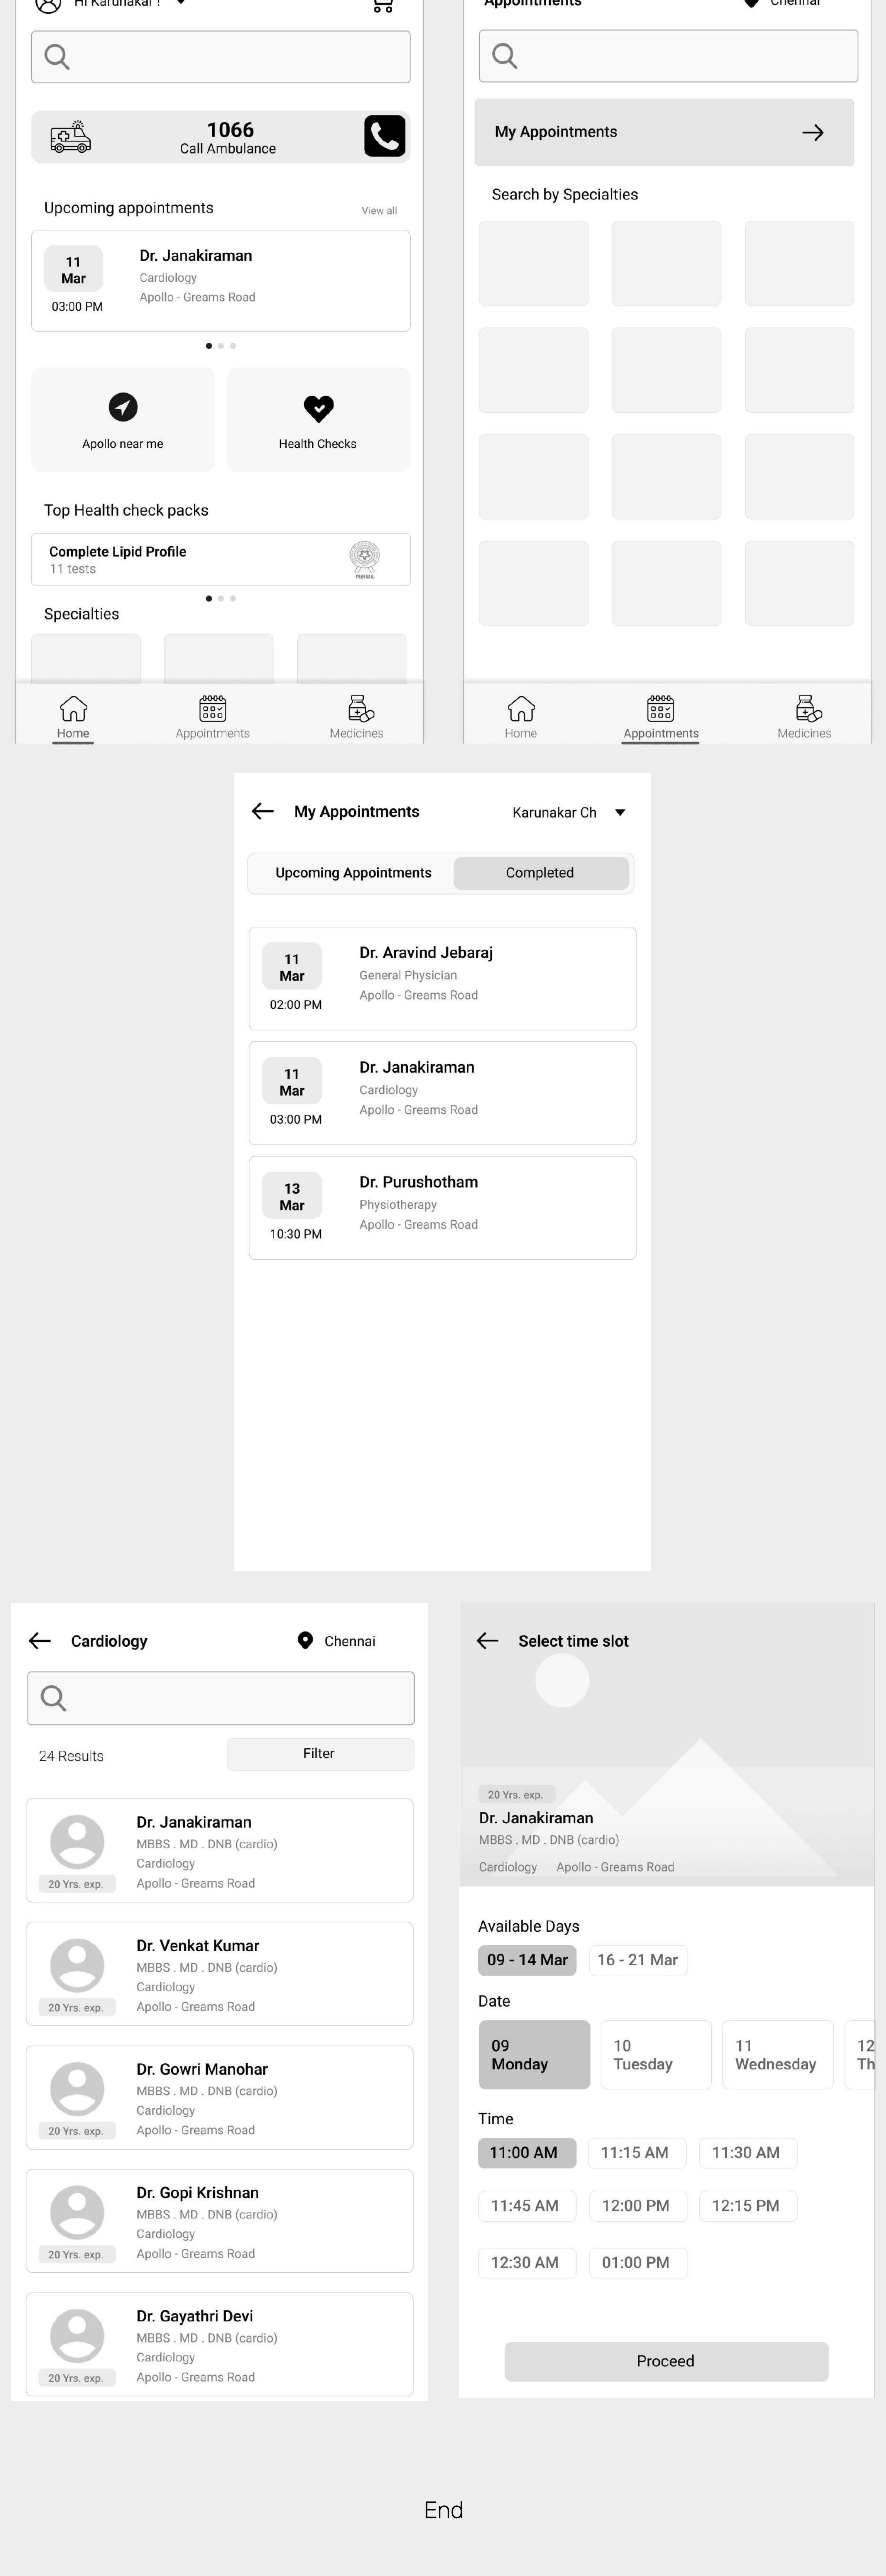 Hi Karunakar !
1066
Call Ambulance
Upcoming appointments
View all
11
Mar
03:00 PM
Dr. Janakiraman
Cardiology
Apollo - Greams Road
Apollo near me
Health Checks
Top Health check packs
Complete Lipid Profile
11 tests
Specialties
Home
Appointments
Medicines
Appointments
Chennai
My Appointments
Search by Specialties
Home
Appointments
Medicines
My Appointments
Karunakar Ch
Upcoming Appointments
Completed
11
Mar
02:00 PM
Dr. Aravind Jebaraj
General Physician
Apollo - Greams Road
11
Mar
03:00 PM
Dr. Janakiraman
Cardiology
Apollo - Greams Road
13
Mar
10:30 PM
Dr. Purushotham
Physiotherapy
Apollo - Greams Road
Cardiology
Chennai
24 Results
Filter
20 Yrs. exp.
Dr. Janakiraman
MBBS . MD . DNB (cardio)
Cardiology
Apollo - Greams Road
20 Yrs. exp.
Dr. Venkat Kumar
MBBS . MD . DNB (cardio)
Cardiology
Apollo - Greams Road
20 Yrs. exp.
Dr. Gowri Manohar
MBBS . MD . DNB (cardio)
Cardiology
Apollo - Greams Road
20 Yrs. exp.
Dr. Gopi Krishnan
MBBS . MD . DNB (cardio)
Cardiology
Apollo - Greams Road
20 Yrs. exp.
Dr. Gayathri Devi
MBBS . MD . DNB (cardio)
Cardiology
Apollo - Greams Road
Select time slot
20 Yrs. exp.
Dr. Janakiraman
MBBS . MD . DNB (cardio)
Cardiology Apollo - Greams Road
Available Days
09 - 14 Mar
16 - 21 Mar
Date
09
Monday
10
Tuesday
11
Wednesday
12
Th
Time
11:00 AM
11:15 AM
11:30 AM
11:45 AM
12:00 PM
12:15 PM
12:30 AM
01:00 PM
Proceed
End